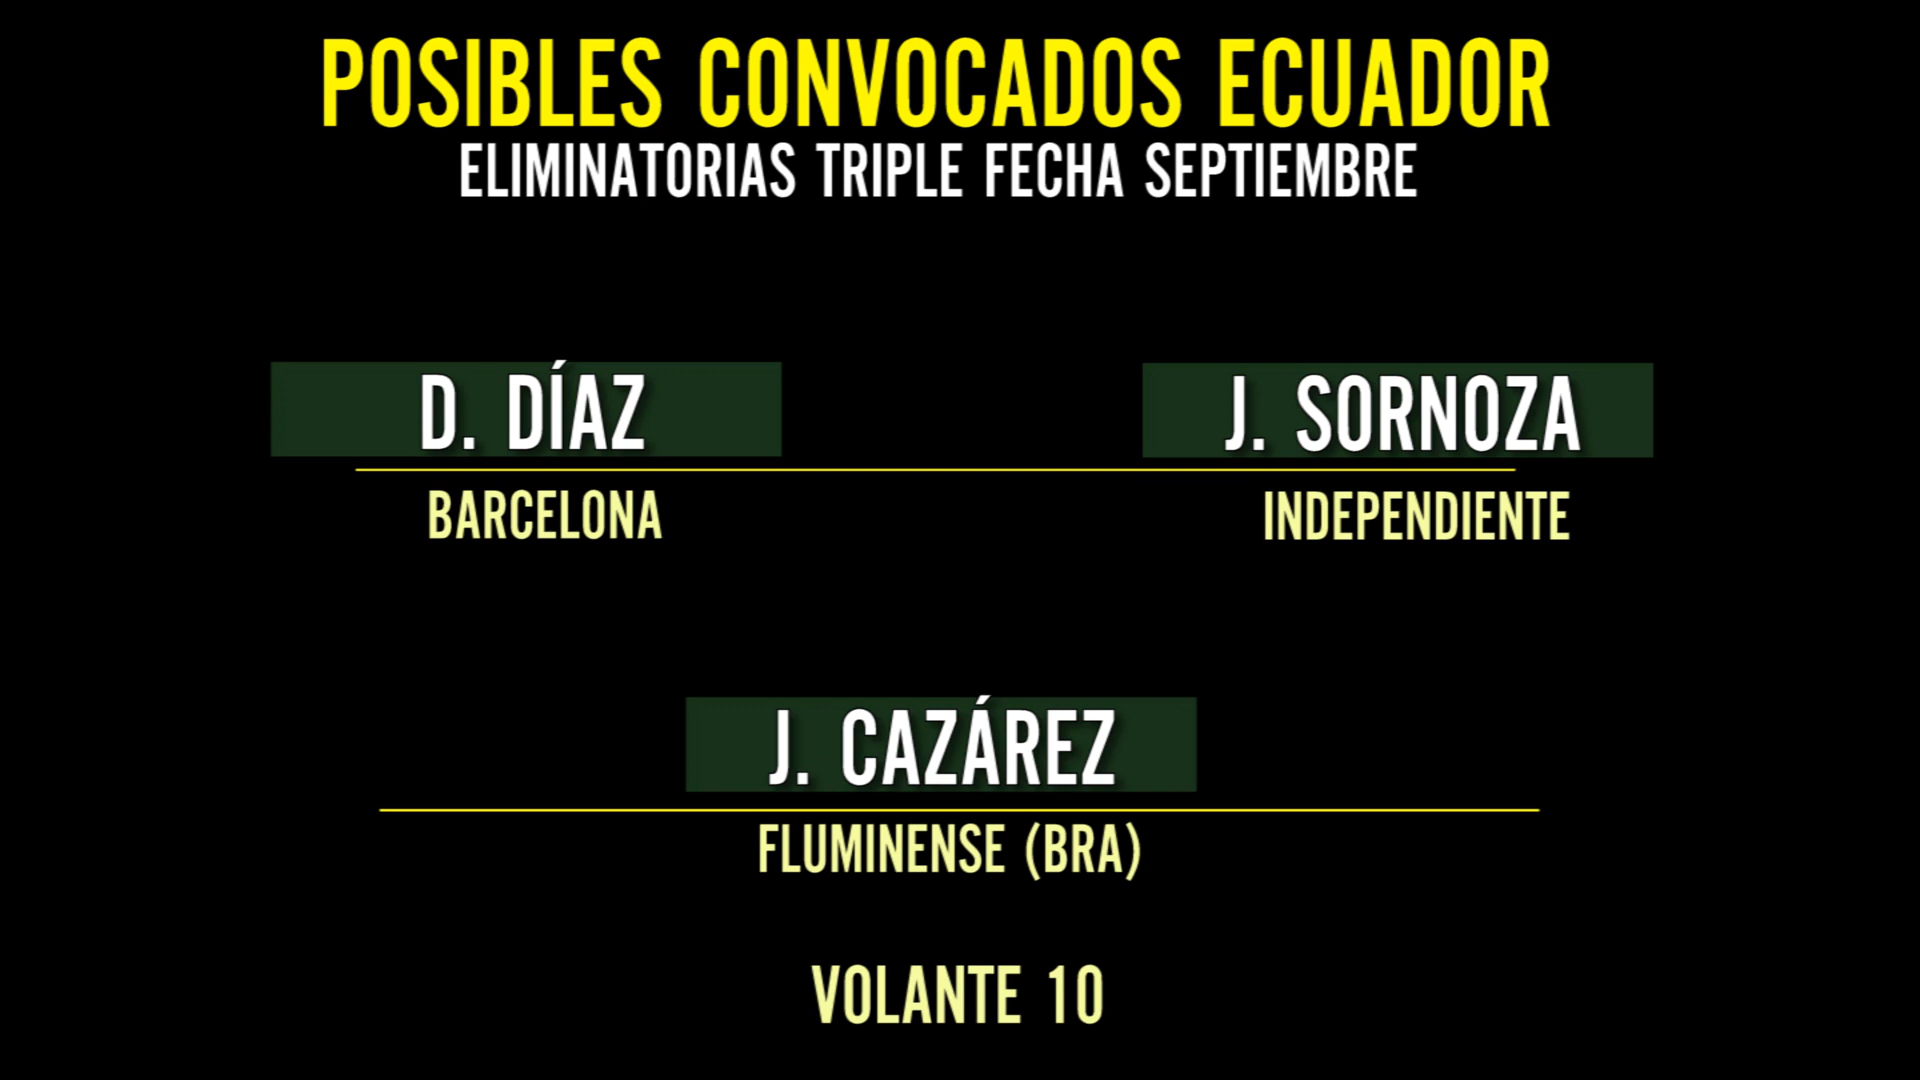 POSIBLES CONVOCADOS ECUADOR
ELIMINATORIAS TRIPLE FECHA SEPTIEMBRE
D. DÍAZ
BARCELONA
J. SORNOZA
INDEPENDIENTE
J. CAZÁREZ
FLUMINENSE (BRA)
VOLANTE 10